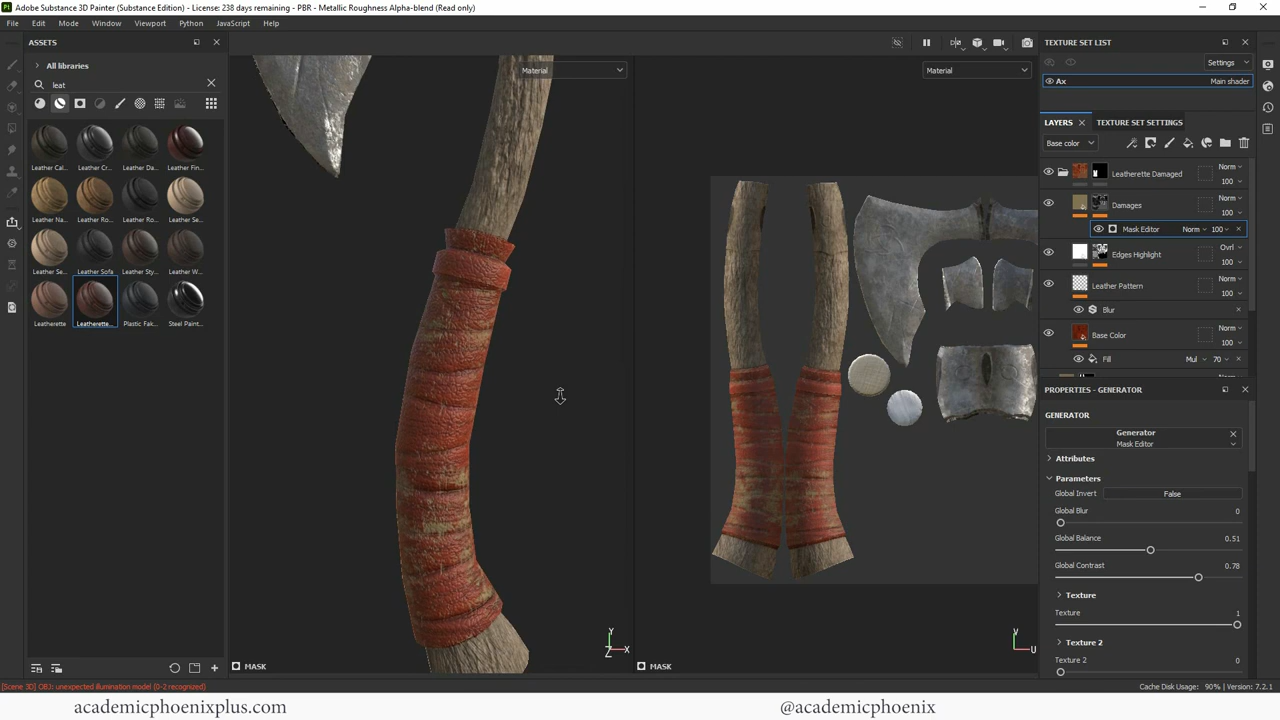 Pt Adobe Substance 3D Painter (Substance Edition) - License: 238 days remaining - PBR - Metallic Roughness Alpha-blend (Read only)
File Edit Mode Window Viewport Python JavaScript Help
ASSETS
All libraries
leat
Leather Cal... Leather Cr... Leather Da... Leather Fin...
Leather Na... Leather Ro... Leather Ro... Leather Se...
Leather Se... Leather Sofa Leather Sty... Leather W...
Leatherette Leatherette... Plastic Fak... Steel Paint...
Material
Y
Z X
MASK
Material
V
U
MASK
TEXTURE SET LIST
Settings
Ax Main shader
LAYERS TEXTURE SET SETTINGS
Base color
Leatherette Damaged Norm 100
Damages Norm 100
Mask Editor Norm 100
Edges Highlight Ovrl 100
Leather Pattern Norm 100
Blur
Base Color Norm 100
Fill Mul 70
PROPERTIES - GENERATOR
GENERATOR
Generator
Mask Editor
Attributes
Parameters
Global Invert False
Global Blur 0
Global Balance 0.51
Global Contrast 0.78
Texture
Texture 1
Texture 2
Texture 2 0
[Scene 3D] OBJ: unexpected illumination model (0-2 recognized)
Cache Disk Usage: 90% | Version: 7.2.1
academicphoenixplus.com @academicphoenix